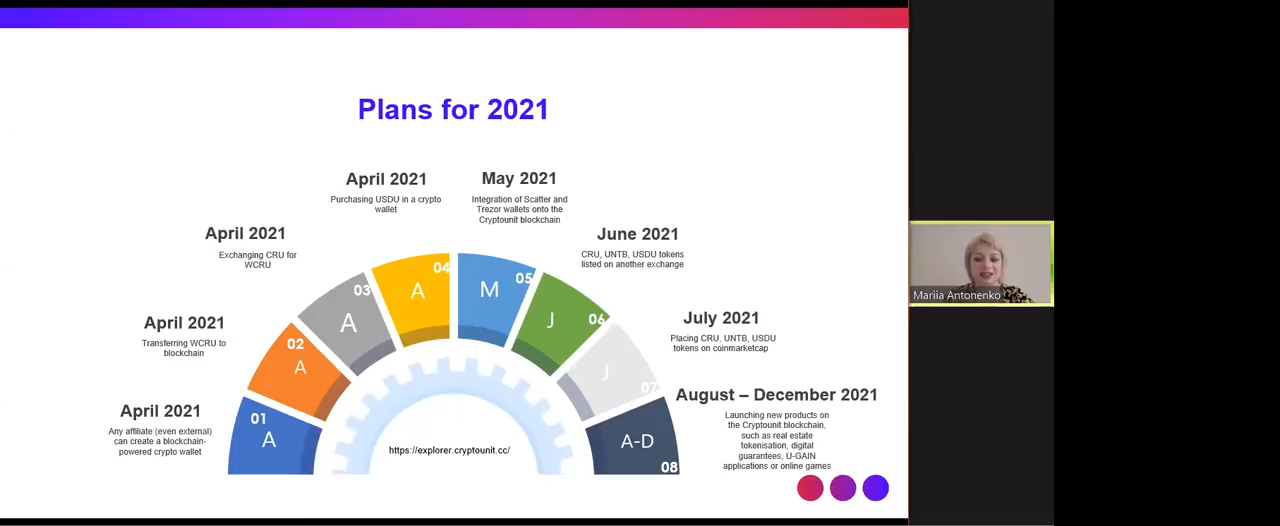 Plans for 2021
April 2021
Any affiliate (even external)
can create a blockchain-
powered crypto wallet
01
A
April 2021
Transferring WCRU to
blockchain
02
A
April 2021
Exchanging CRU for
WCRU
03
A
April 2021
Purchasing USDU in a crypto
wallet
04
A
May 2021
Integration of Scatter and
Trezor wallets onto the
Cryptounit blockchain
05
M
June 2021
CRU, UNTB, USDU tokens
listed on another exchange
06
J
July 2021
Placing CRU, UNTB, USDU
tokens on coinmarketcap
07
J
August – December 2021
Launching new products on
the Cryptounit blockchain,
such as real estate
tokenisation, digital
guarantees, U-GAIN
applications or online games
A-D
08
https://explorer.cryptounit.cc/
Mariia Antonenko